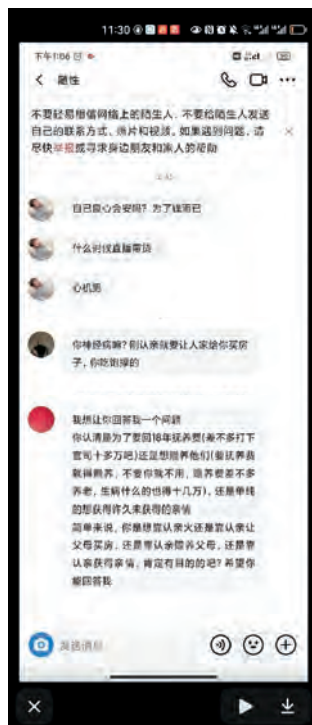 11:30
下午1:06
随性
不要轻易相信网络上的陌生人，不要给陌生人发送
自己的联系方式、照片和视频，如果遇到问题，请
尽快举报或寻求身边朋友和家人的帮助
自己良心会安吗？为了钱而已
什么时候直播带货
心机男
你神经病嘛？刚认亲就要让人家给你买房
子，你吃饱撑的
我想让你回答我一个问题
你认清是为了要回16年抚养费(差不多打下
官司十多万吧)还是想赡养他们(要抚养费
就得赡养，不要你就不用，赡养费差不多
养老，生病什么的也得十几万)，还是单纯
的想获得许久未获得的亲情
简单来说，你是想靠认亲火还是靠认亲让
父母买房，还是靠认亲赡养父母，还是靠
认亲获得亲情，肯定有目的的吧？希望你
能回答我
发送消息